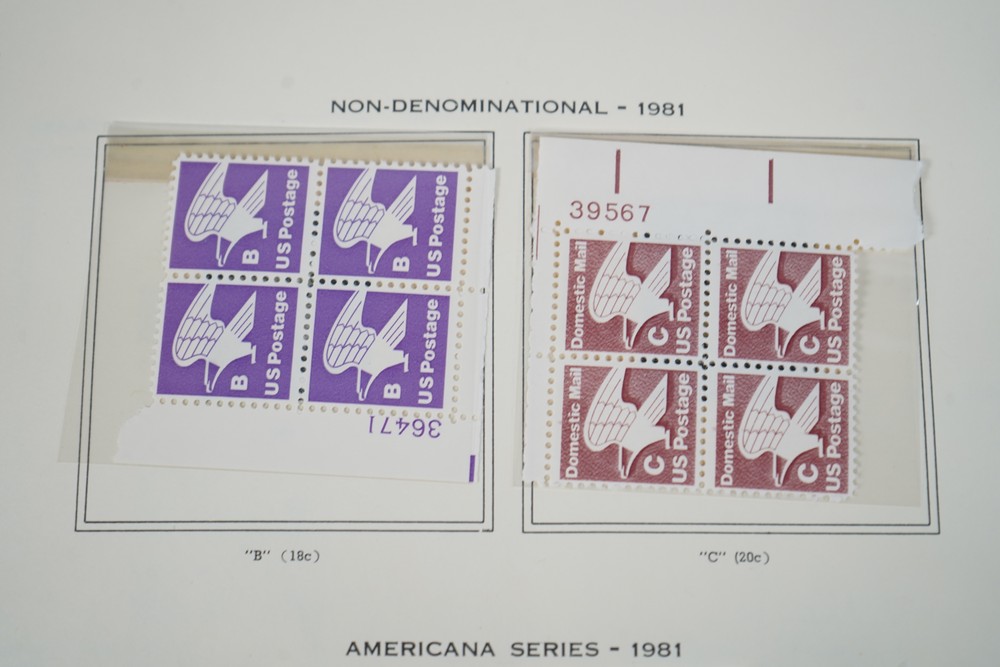 NON-DENOMINATIONAL - 1981
B US Postage
B US Postage
B US Postage
B US Postage
36471
"B" (18c)
39567
Domestic Mail C US Postage
Domestic Mail C US Postage
Domestic Mail C US Postage
Domestic Mail C US Postage
"C" (20c)
AMERICANA SERIES - 1981